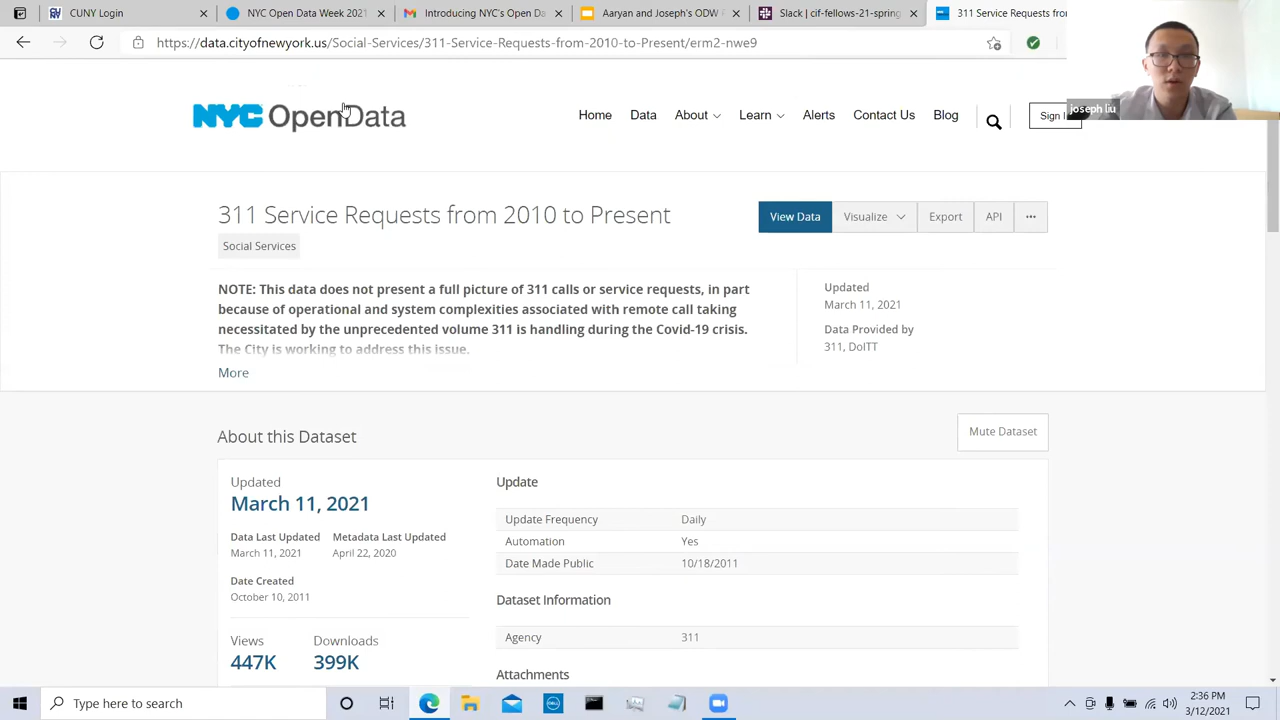 CUNY Login
NYC Open Data Week 2021
Introducing NYC's Open Da
Aaryan and Joseph's ODW
Slack | cif-fellows-21-spring
311 Service Requests from
https://data.cityofnewyork.us/Social-Services/311-Service-Requests-from-2010-to-Present/erm2-nwe9
joseph liu
NYC OpenData
Home
Data
About
Learn
Alerts
Contact Us
Blog
Sign I
311 Service Requests from 2010 to Present
View Data
Visualize
Export
API
Social Services
NOTE: This data does not present a full picture of 311 calls or service requests, in part
because of operational and system complexities associated with remote call taking
necessitated by the unprecedented volume 311 is handling during the Covid-19 crisis.
The City is working to address this issue.
More
Updated
March 11, 2021
Data Provided by
311, DoITT
About this Dataset
Mute Dataset
Updated
March 11, 2021
Data Last Updated
Metadata Last Updated
March 11, 2021
April 22, 2020
Date Created
October 10, 2011
Views
Downloads
447K
399K
Update
Update Frequency Daily
Automation Yes
Date Made Public 10/18/2011
Dataset Information
Agency 311
Attachments
Type here to search
DELL
2:36 PM
3/12/2021